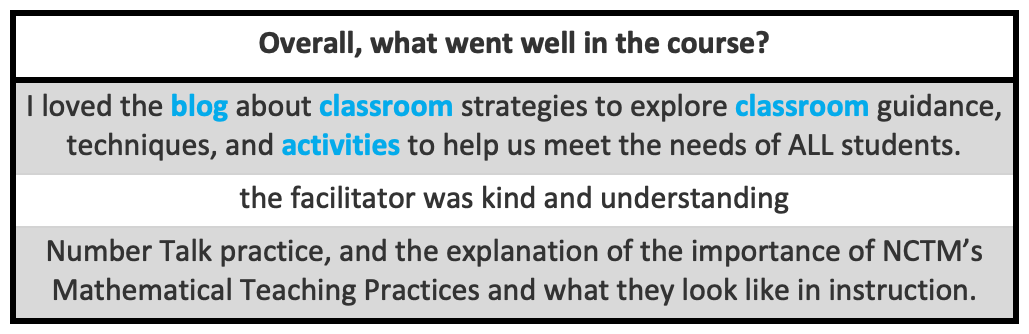 Overall, what went well in the course?
I loved the blog about classroom strategies to explore classroom guidance,
techniques, and activities to help us meet the needs of ALL students.
the facilitator was kind and understanding
Number Talk practice, and the explanation of the importance of NCTM’s
Mathematical Teaching Practices and what they look like in instruction.